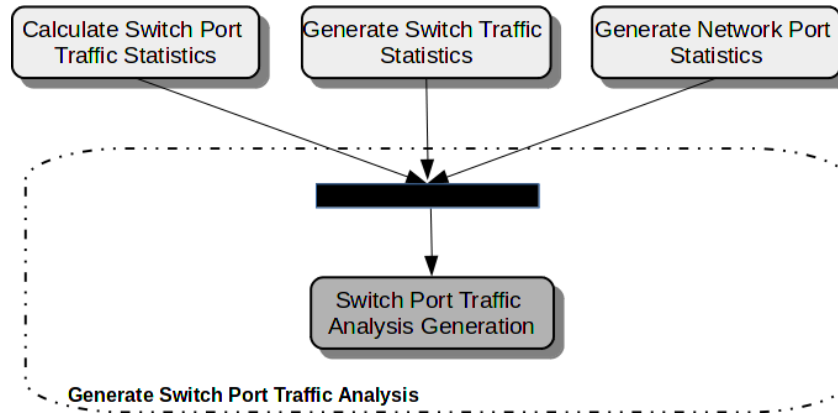 Calculate Switch Port
Traffic Statistics
Generate Switch Traffic
Statistics
Generate Network Port
Statistics
Switch Port Traffic
Analysis Generation
Generate Switch Port Traffic Analysis